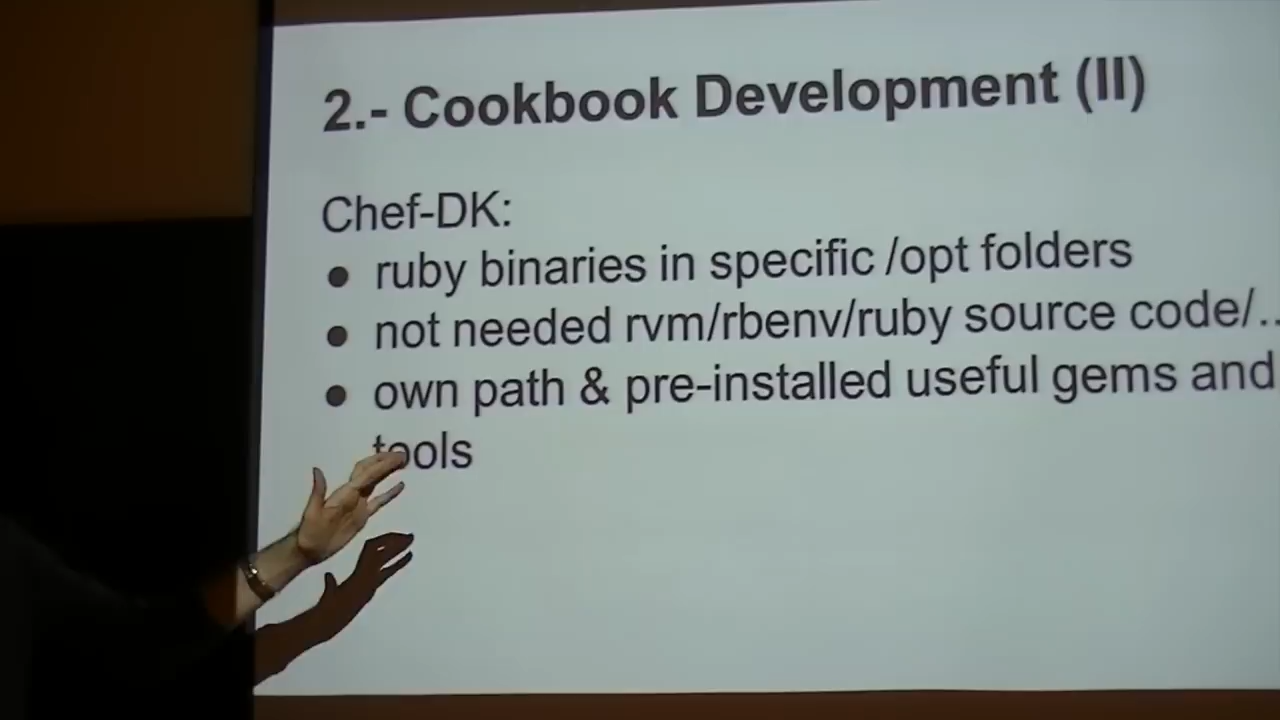 2.- Cookbook Development (II)
Chef-DK:
● ruby binaries in specific /opt folders
● not needed rvm/rbenv/ruby source code/..
● own path & pre-installed useful gems and
tools